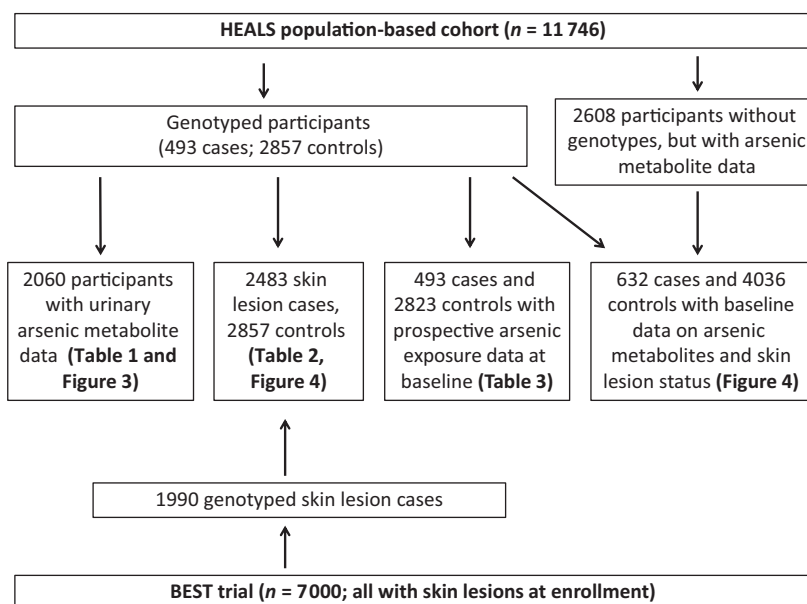 HEALS population-based cohort (n = 11 746)
Genotyped participants
(493 cases; 2857 controls)
2608 participants without
genotypes, but with arsenic
metabolite data
2060 participants
with urinary
arsenic metabolite
data (Table 1 and
Figure 3)
2483 skin
lesion cases,
2857 controls
(Table 2,
Figure 4)
493 cases and
2823 controls with
prospective arsenic
exposure data at
baseline (Table 3)
632 cases and 4036
controls with baseline
data on arsenic
metabolites and skin
lesion status (Figure 4)
1990 genotyped skin lesion cases
BEST trial (n = 7000; all with skin lesions at enrollment)